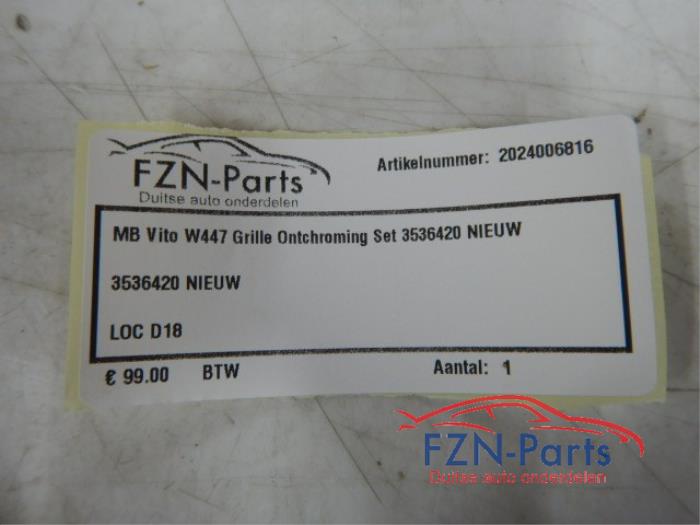 FZN-Parts
Duitse auto onderdelen
Artikelnummer: 2024006816
MB Vito W447 Grille Ontchroming Set 3536420 NIEUW
3536420 NIEUW
LOC D18
€ 99.00 BTW Aantal: 1
FZN-Parts
Duitse auto onderdelen